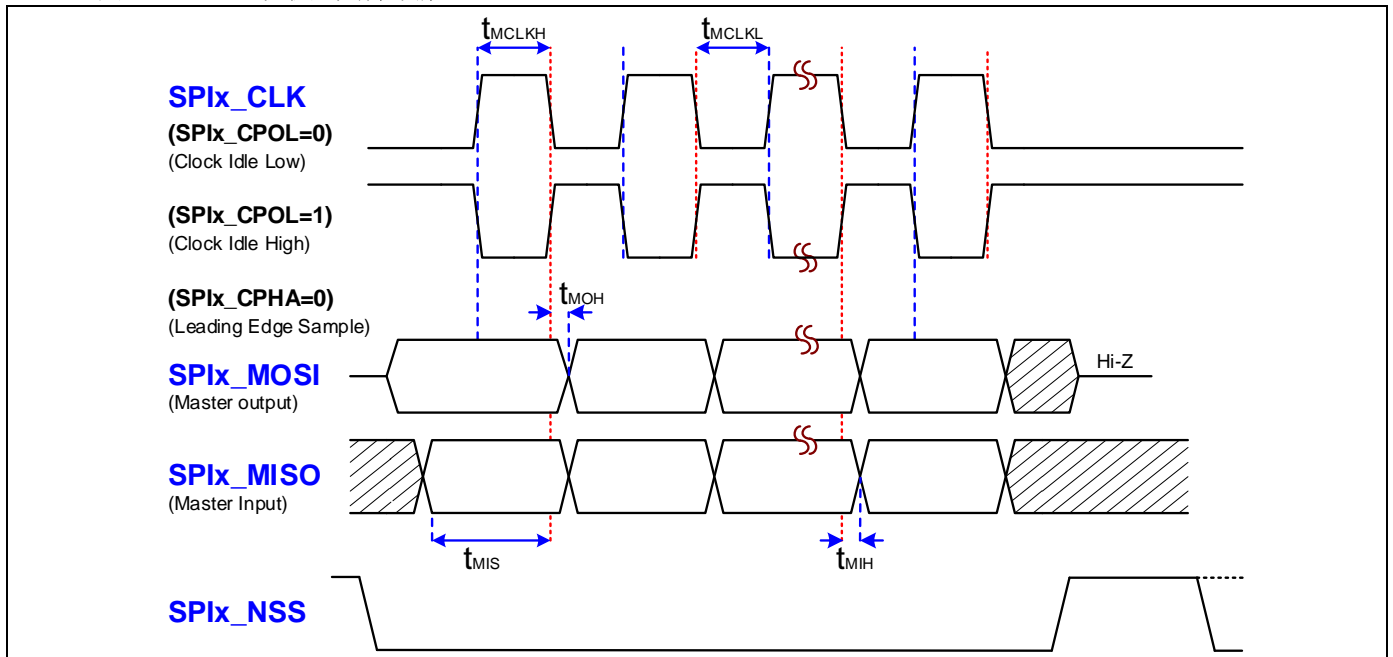 tMCLKH
tMCLKL
SPIx_CLK
(SPIx_CPOL=0)
(Clock Idle Low)
(SPIx_CPOL=1)
(Clock Idle High)
(SPIx_CPHA=0)
(Leading Edge Sample)
tMOH
SPIx_MOSI
(Master output)
Hi-Z
SPIx_MISO
(Master Input)
tMIS
tMIH
SPIx_NSS